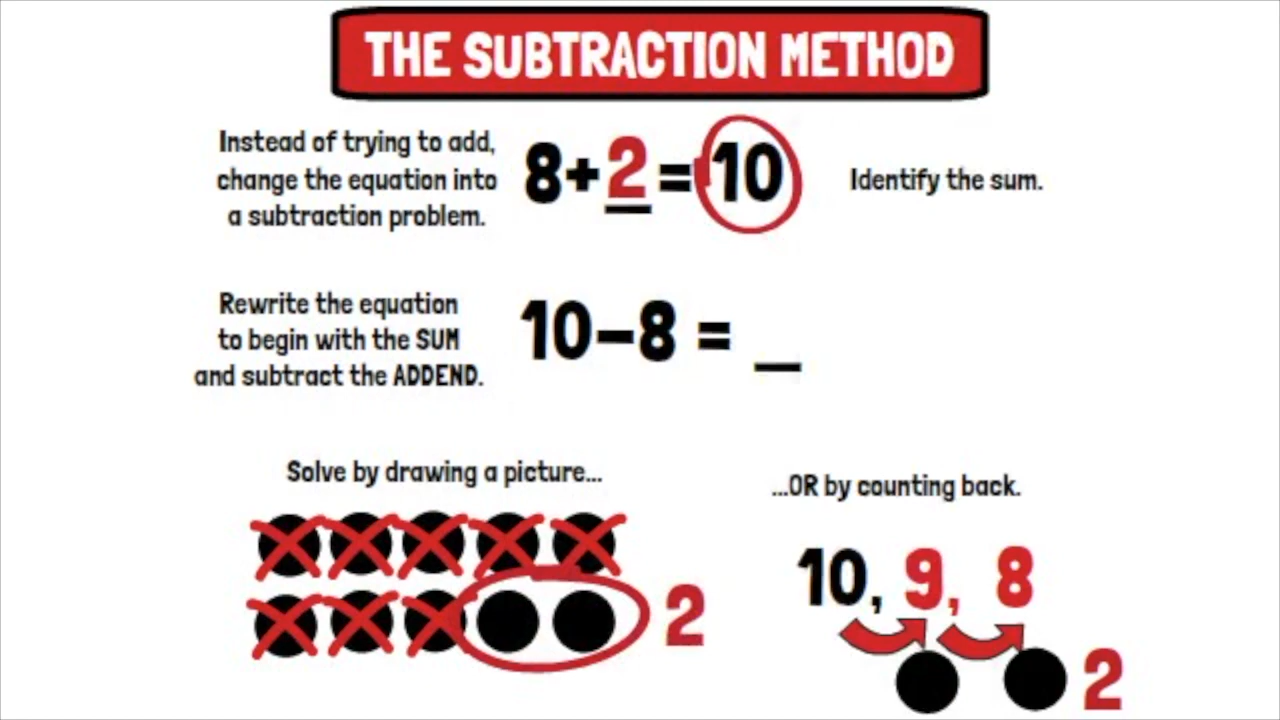 THE SUBTRACTION METHOD
Instead of trying to add,
change the equation into
a subtraction problem.
8+2=10
Identify the sum.
Rewrite the equation
to begin with the SUM
and subtract the ADDEND.
10-8 = _
Solve by drawing a picture...
2
...OR by counting back.
10, 9, 8
2